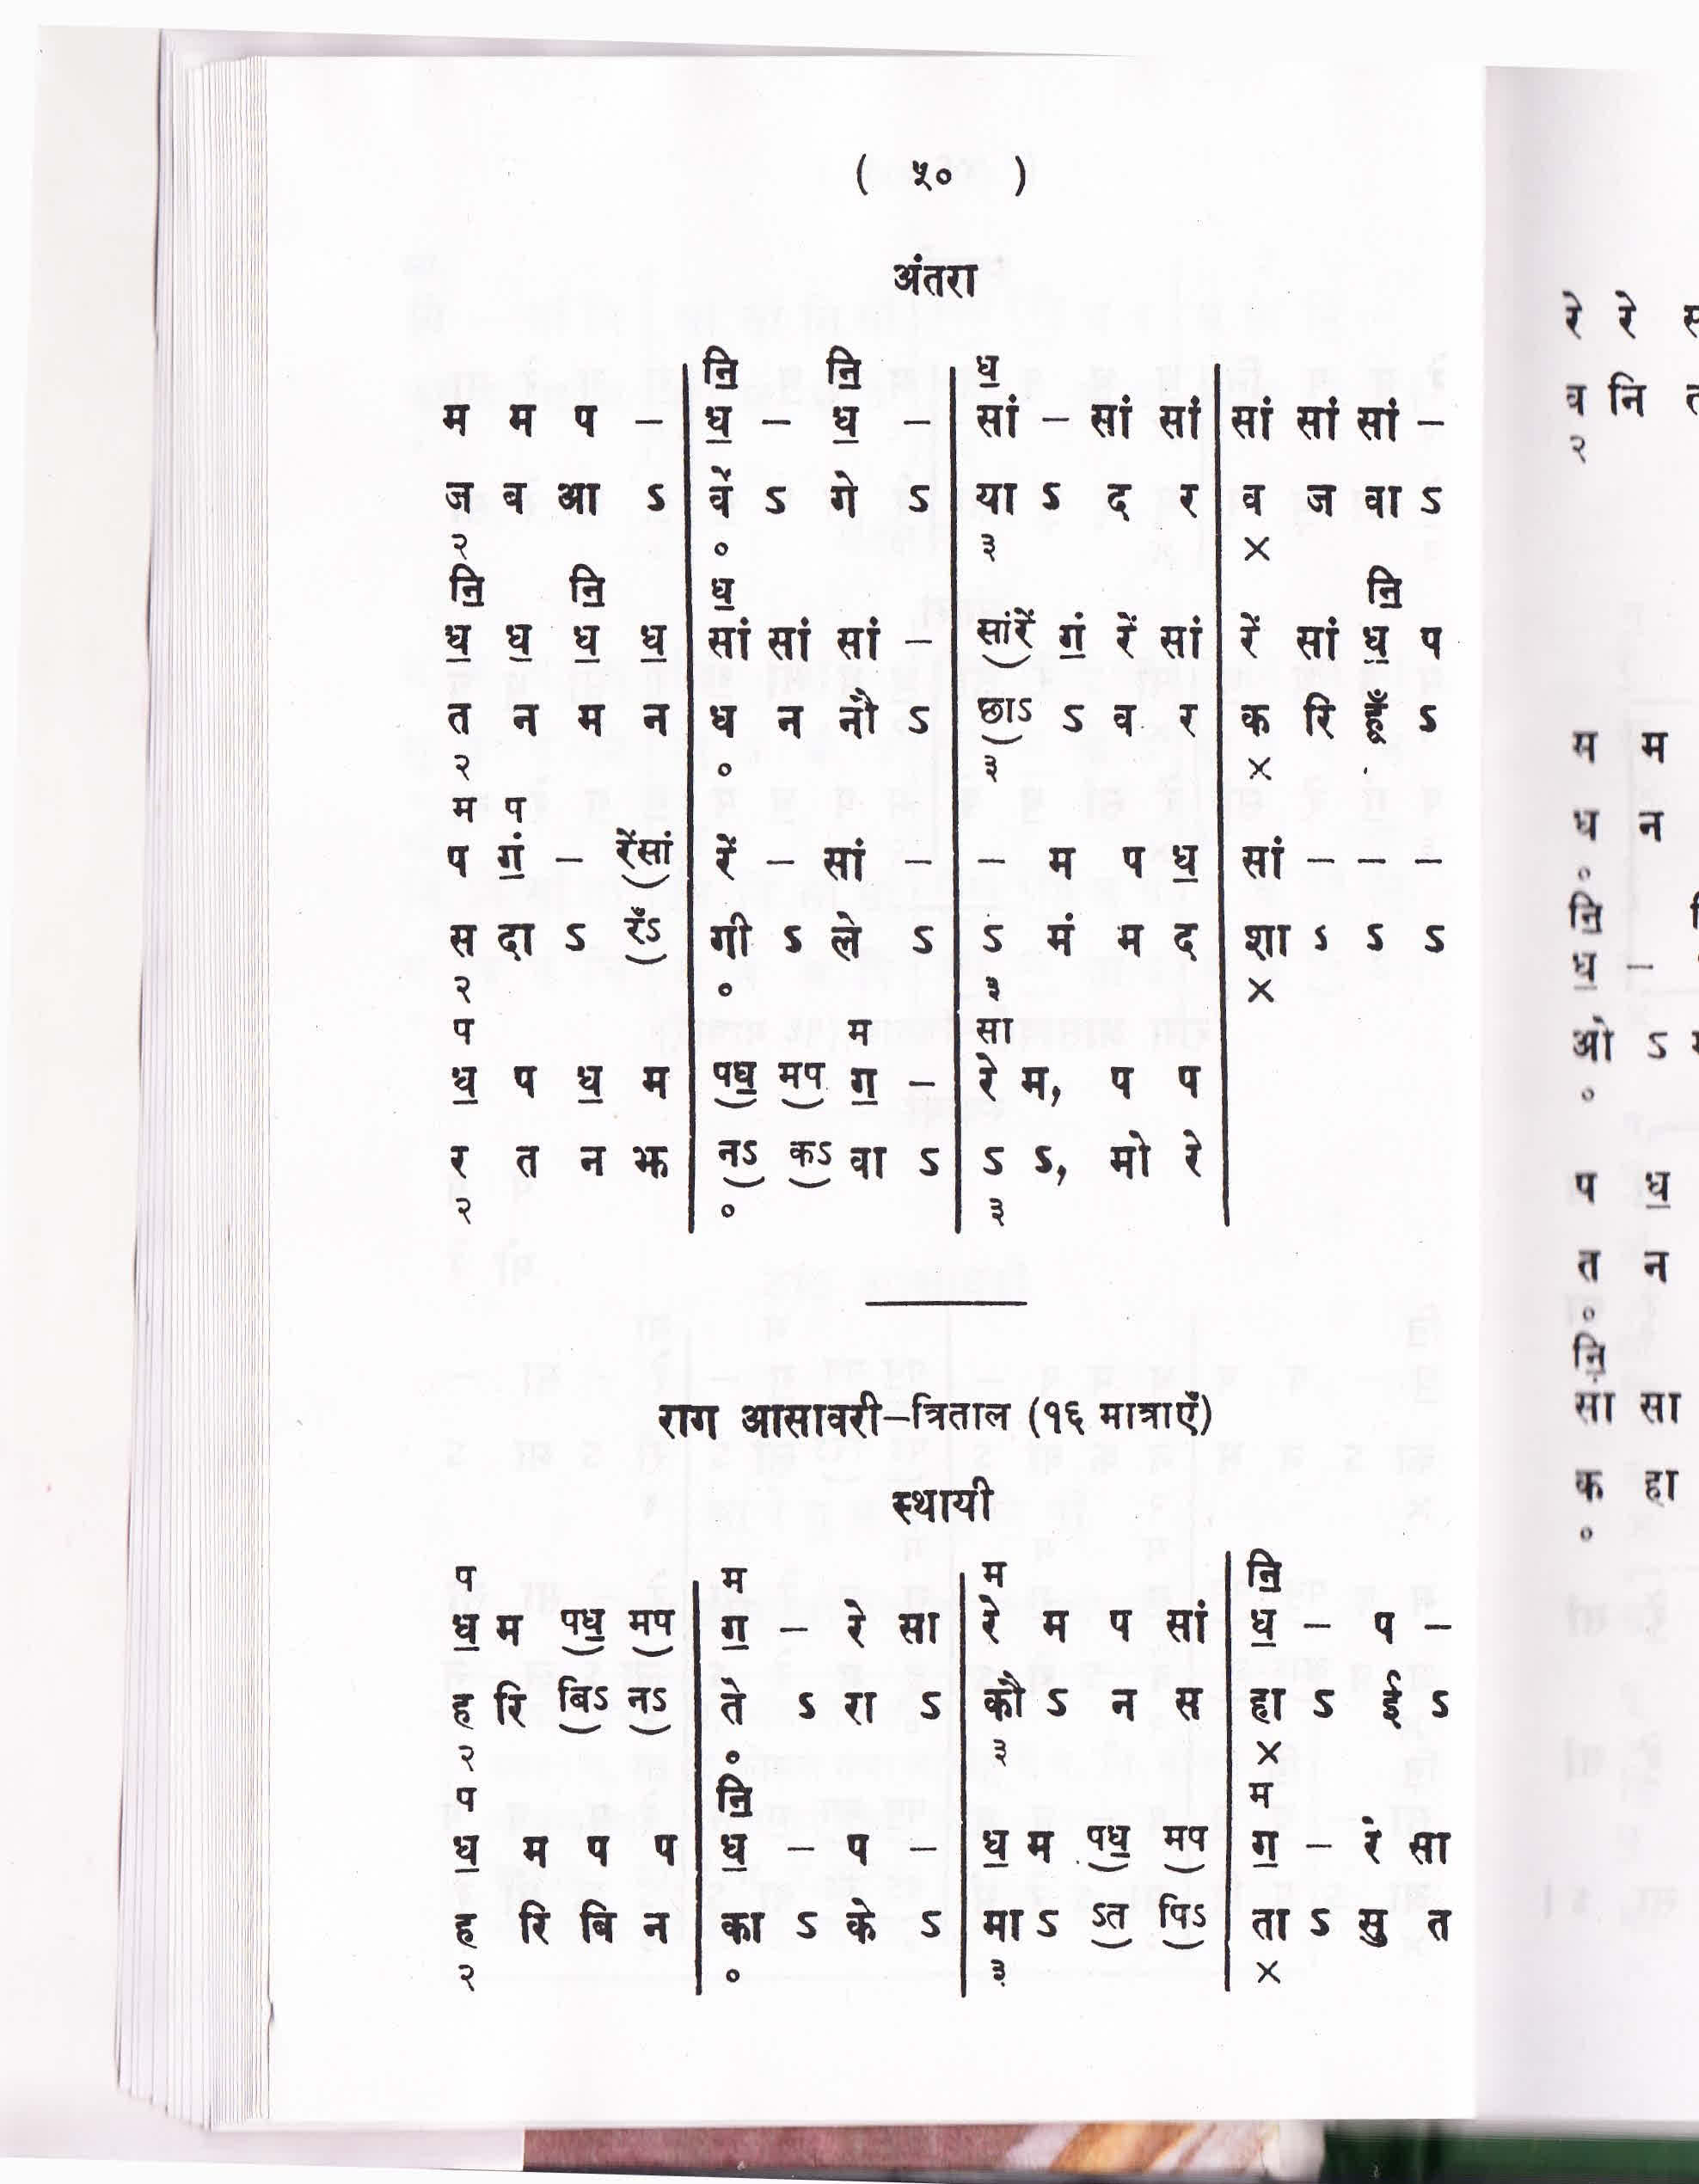 ( ५० )
अंतरा
नि॒ नि॒ ध॒
म म प – | ध॒ – ध॒ – | सां – सां सां | सां सां सां –
ज ब आ ऽ | वें ऽ गे ऽ | या ऽ द र | व ज वा ऽ
२ ० ३ ×
नि॒ नि॒ ध॒ नि॒
ध॒ ध॒ ध॒ ध॒ | सां सां सां – | सांरें गं॒ रें सां | रें सां ध॒ प
त न म न | ध न नौं ऽ | छाऽ ऽ व र | क रि हूँ ऽ
२ ० ३ ×
म प
प गं॒ – रेंसां | रें – सां – | – म प ध॒ | सां – – –
स दा ऽ रँऽ | गी ऽ ले ऽ | ऽ मं म द | शा ऽ ऽ ऽ
२ ० ३ ×
प म सा
ध॒ प ध॒ म | पध॒ मप ग॒ – | रे म, प प
र त न झ | नऽ कऽ वा ऽ | ऽ ऽ, मो रे
२ ० ३
राग आसावरी–त्रिताल (१६ मात्राएँ)
स्थायी
प म म नि॒
ध॒ म पध॒ मप | ग॒ – रे सा | रे म प सां | ध॒ – प –
ह रि बिऽ नऽ | ते ऽ रा ऽ | कौ ऽ न स | हा ऽ ई ऽ
२ ० ३ ×
प नि॒ म
ध॒ म प प | ध॒ – प – | ध॒ म पध॒ मप | ग॒ – रे सा
ह रि बि न | का ऽ के ऽ | मा ऽ ऽत पिऽ | ता ऽ सु त
२ ० ३ ×
रे रे
व नि
२
म म
ध न
०
नि॒
ध॒ –
ओ ऽ
०
प ध॒
त न
०
नि॒
सा सा
क हा
०